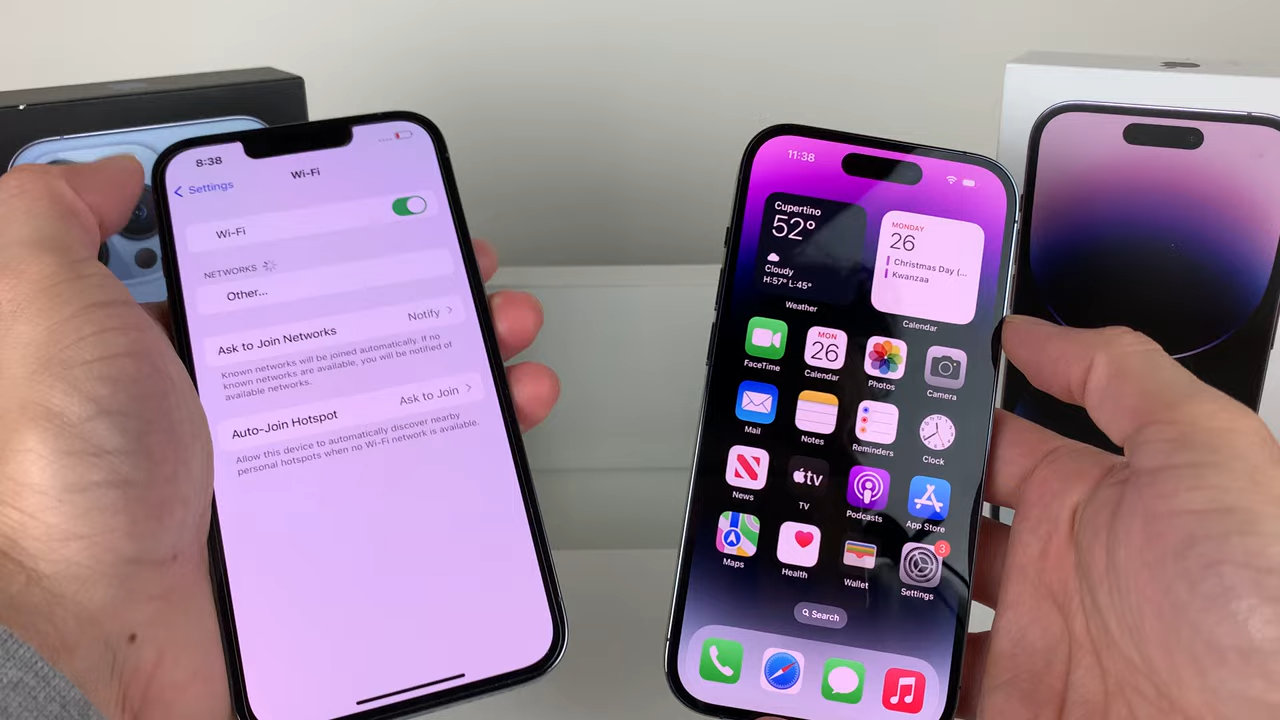 8:38
Settings
Wi-Fi
Wi-Fi
NETWORKS
Other...
Ask to Join Networks
Notify
Known networks will be joined automatically. If no
known networks are available, you will be notified of
available networks.
Auto-Join Hotspot
Ask to Join
Allow this device to automatically discover nearby
personal hotspots when no Wi-Fi network is available.
11:38
Cupertino
52°
Cloudy
H:57° L:45°
Weather
MONDAY
26
Christmas Day (...
Kwanzaa
Calendar
FaceTime
MON
26
Calendar
Photos
Camera
Mail
Notes
Reminders
Clock
News
tv
TV
Podcasts
App Store
Maps
Health
Wallet
3
Settings
Search